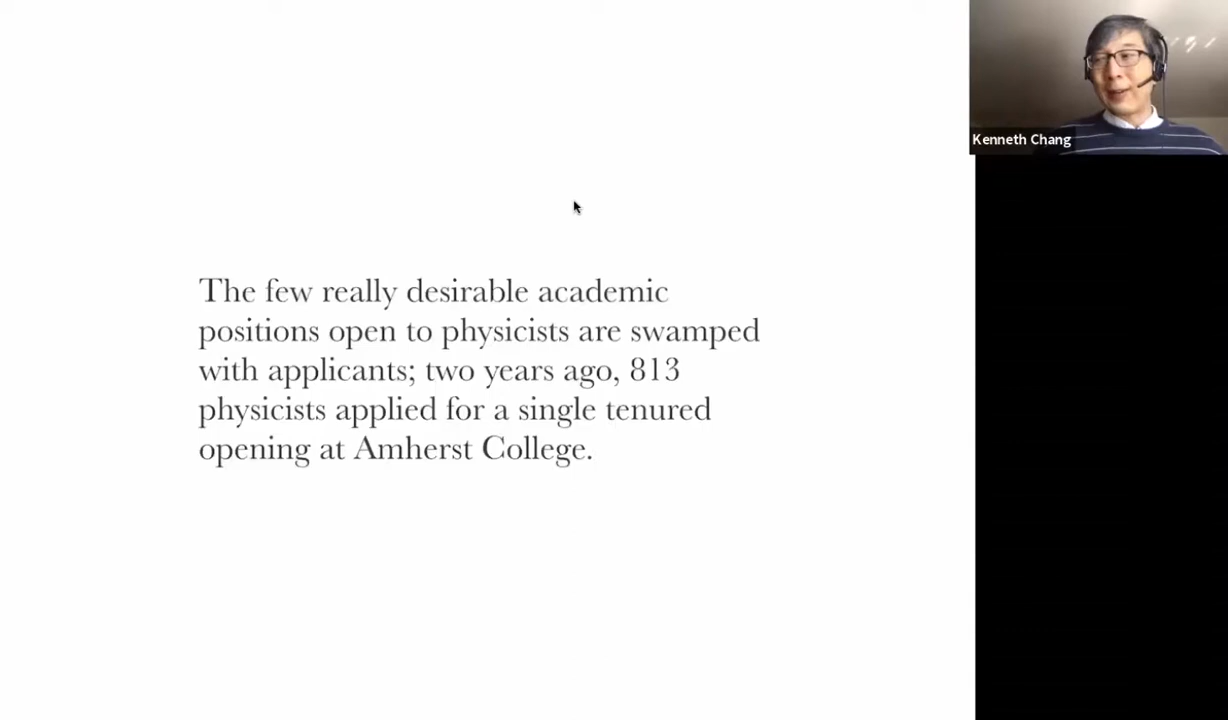 The few really desirable academic
positions open to physicists are swamped
with applicants; two years ago, 813
physicists applied for a single tenured
opening at Amherst College.
Kenneth Chang